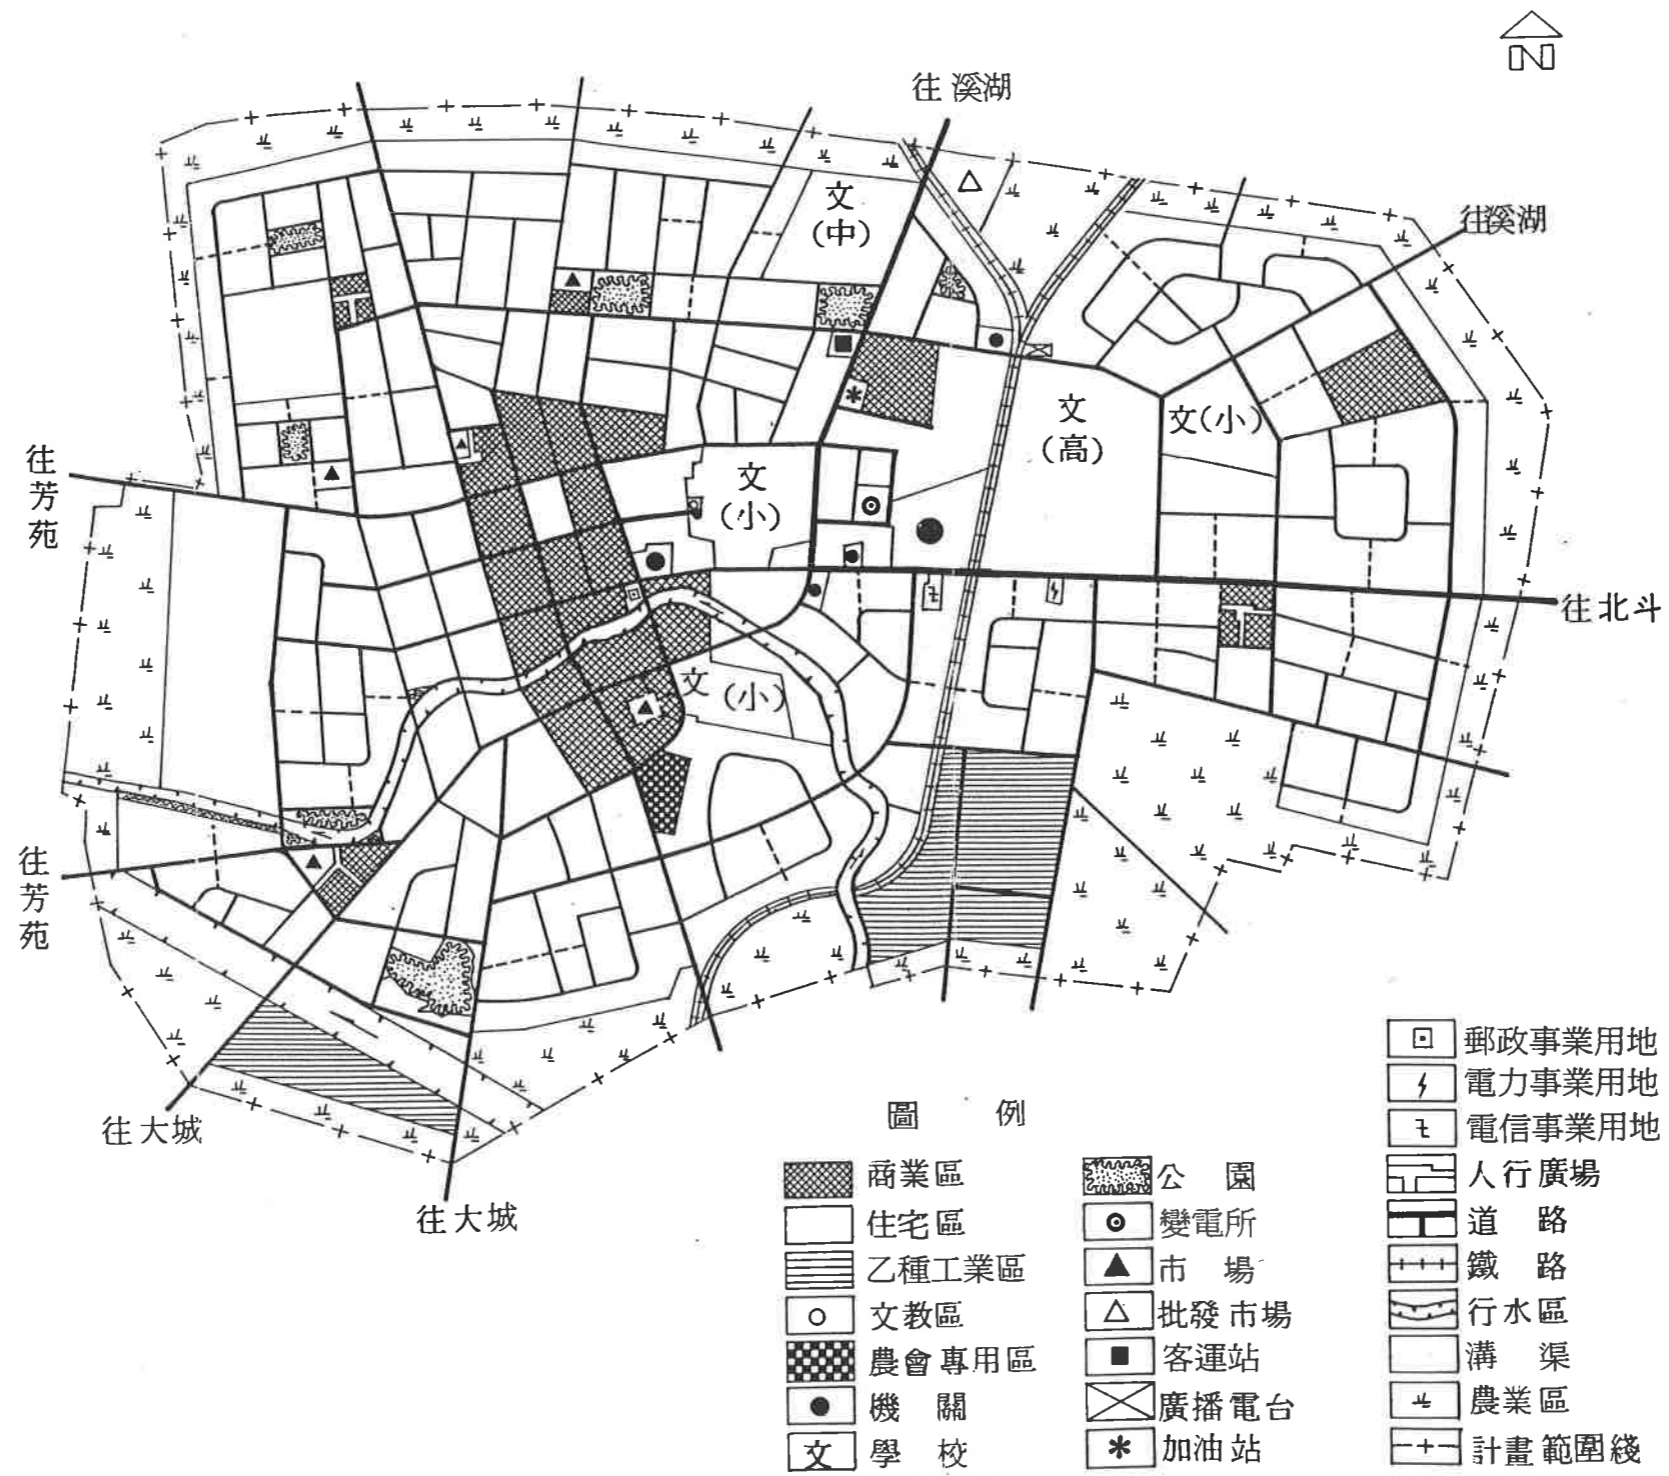 N
往溪湖
往溪湖
文
(中)
文
(高)
文(小)
往芳苑
文
(小)
往北斗
文(小)
往芳苑
往大城
往大城
圖 例
商業區
住宅區
乙種工業區
文教區
農會專用區
機 關
文 學 校
公 園
變電所
市 場
批發市場
客運站
廣播電台
加油站
郵政事業用地
電力事業用地
電信事業用地
人行廣場
道 路
鐵 路
行水區
溝 渠
農業區
計畫範圍綫